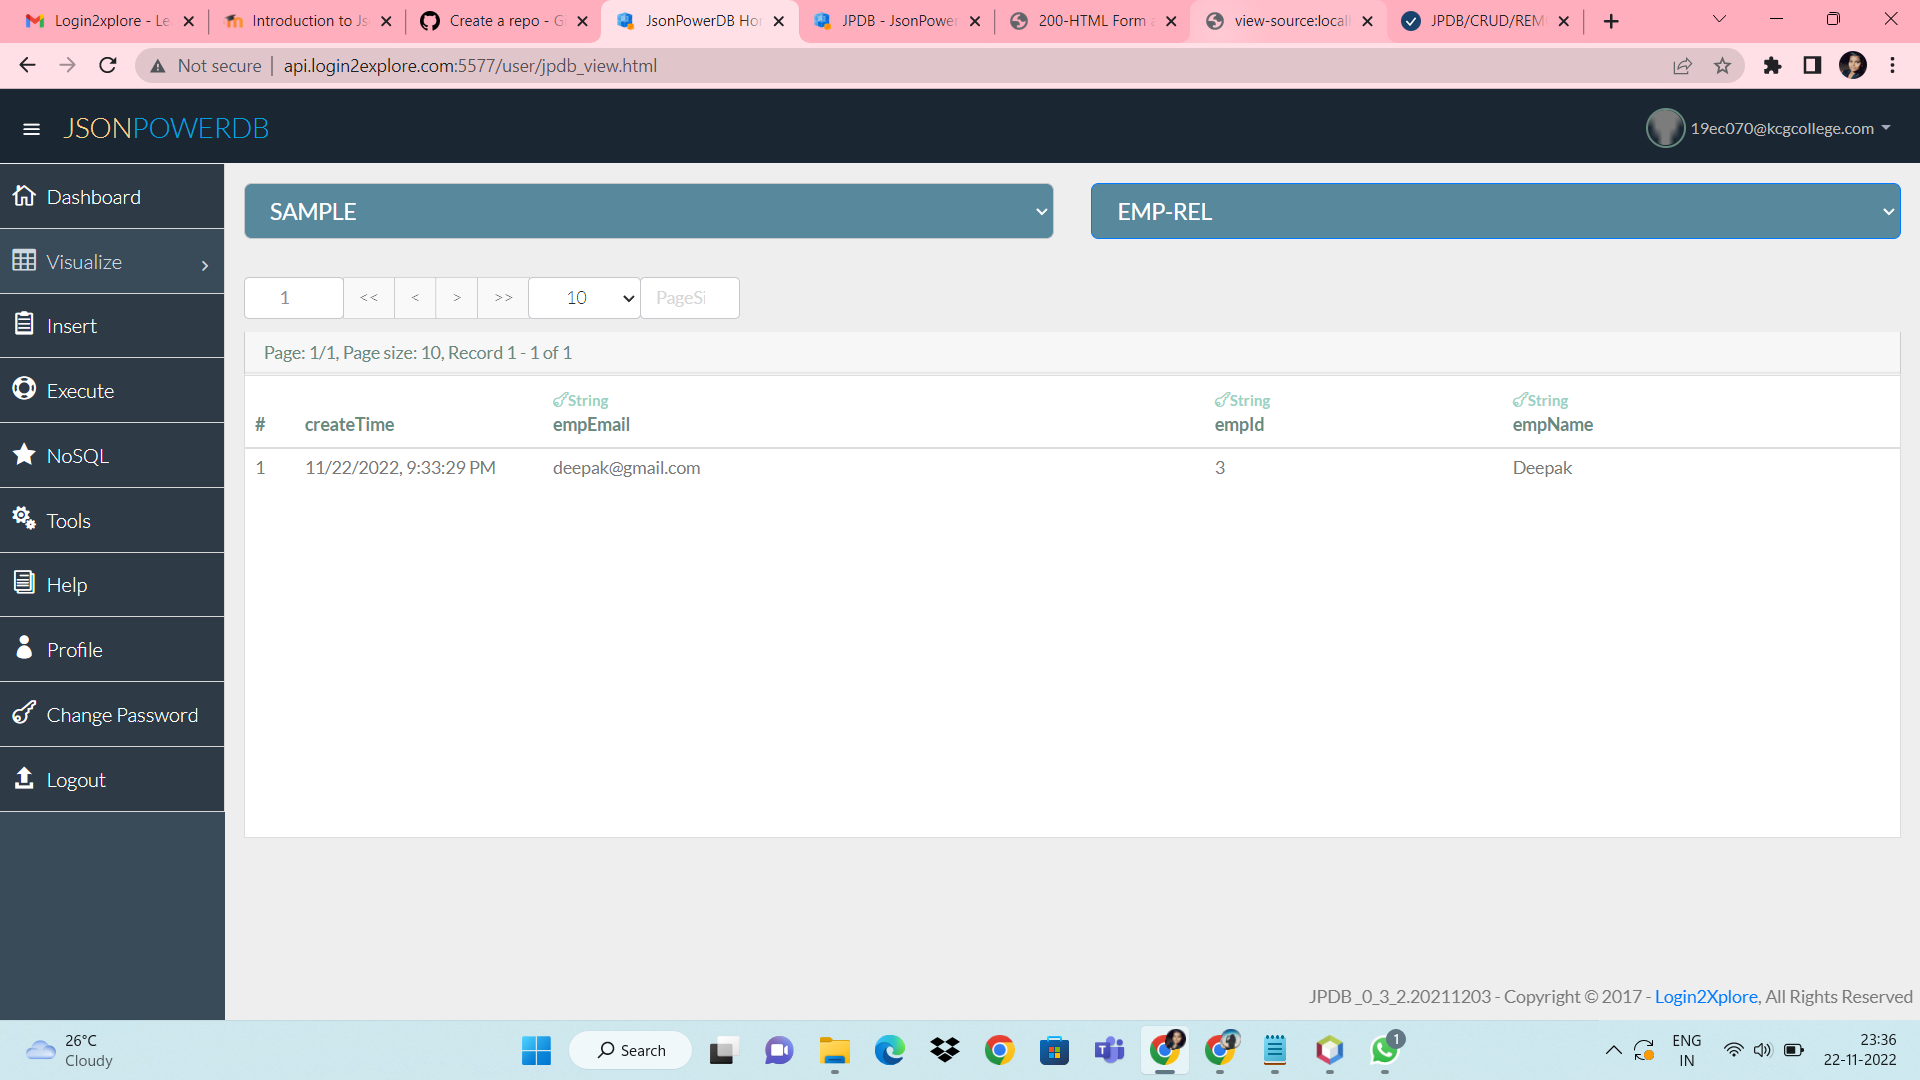 Login2xplore - Le
Introduction to Js
Create a repo - G
JsonPowerDB Ho
JPDB - JsonPower
200-HTML Form a
view-source:local
JPDB/CRUD/REM
Not secure | api.login2explore.com:5577/user/jpdb_view.html
JSONPOWERDB
19ec070@kcgcollege.com
Dashboard
Visualize
Insert
Execute
NoSQL
Tools
Help
Profile
Change Password
Logout
SAMPLE
EMP-REL
1 << < > >> 10 PageSi
Page: 1/1, Page size: 10, Record 1 - 1 of 1
String String String
# createTime empEmail empId empName
1 11/22/2022, 9:33:29 PM deepak@gmail.com 3 Deepak
JPDB_0_3_2.20211203 - Copyright © 2017 - Login2Xplore, All Rights Reserved
26°C
Cloudy
Search
1
ENG
IN
23:36
22-11-2022